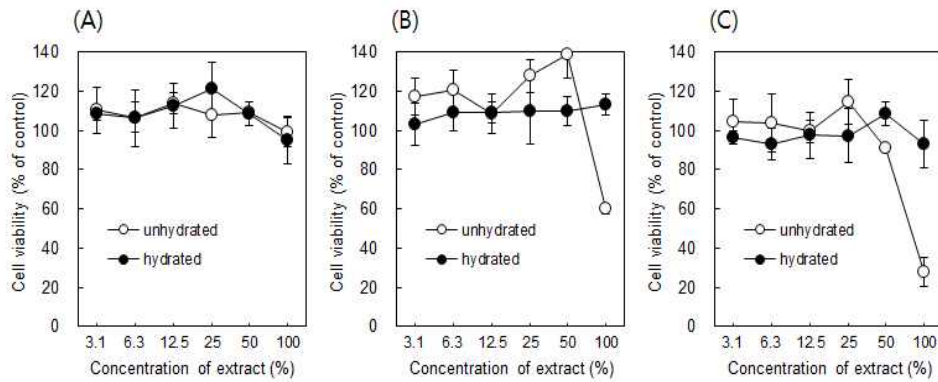 (A)
Cell viability (% of control)
140
120
100
80
60
40
20
0
unhydrated
hydrated
3.1 6.3 12.5 25 50 100
Concentration of extract (%)
(B)
Cell viability (% of control)
140
120
100
80
60
40
20
0
unhydrated
hydrated
3.1 6.3 12.5 25 50 100
Concentration of extract (%)
(C)
Cell viability (% of control)
140
120
100
80
60
40
20
0
unhydrated
hydrated
3.1 6.3 12.5 25 50 100
Concentration of extract (%)